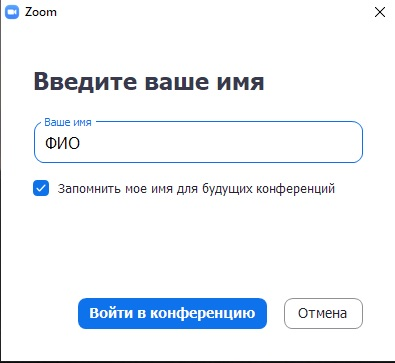 Zoom
Введите ваше имя
Ваше имя
ФИО
Запомнить мое имя для будущих конференций
Войти в конференцию
Отмена